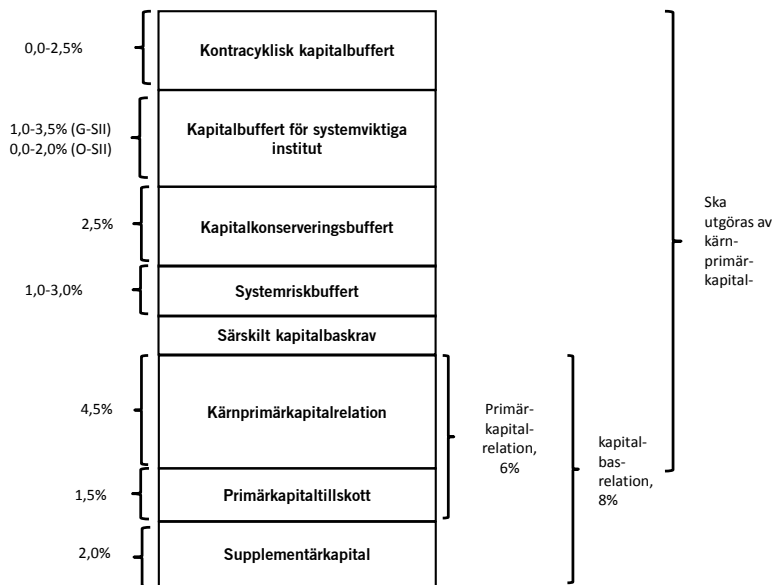 0,0-2,5%
Kontracyklisk kapitalbuffert
1,0-3,5% (G-SII)
0,0-2,0% (O-SII)
Kapitalbuffert för systemviktiga
institut
2,5%
Kapitalkonserveringsbuffert
Ska
utgöras av
kärn-
primär-
kapital-
1,0-3,0%
Systemriskbuffert
Särskilt kapitalbaskrav
4,5%
Kärnprimärkapitalrelation
Primär-
kapital-
relation,
6%
kapital-
bas-
relation,
8%
1,5%
Primärkapitaltillskott
2,0%
Supplementärkapital